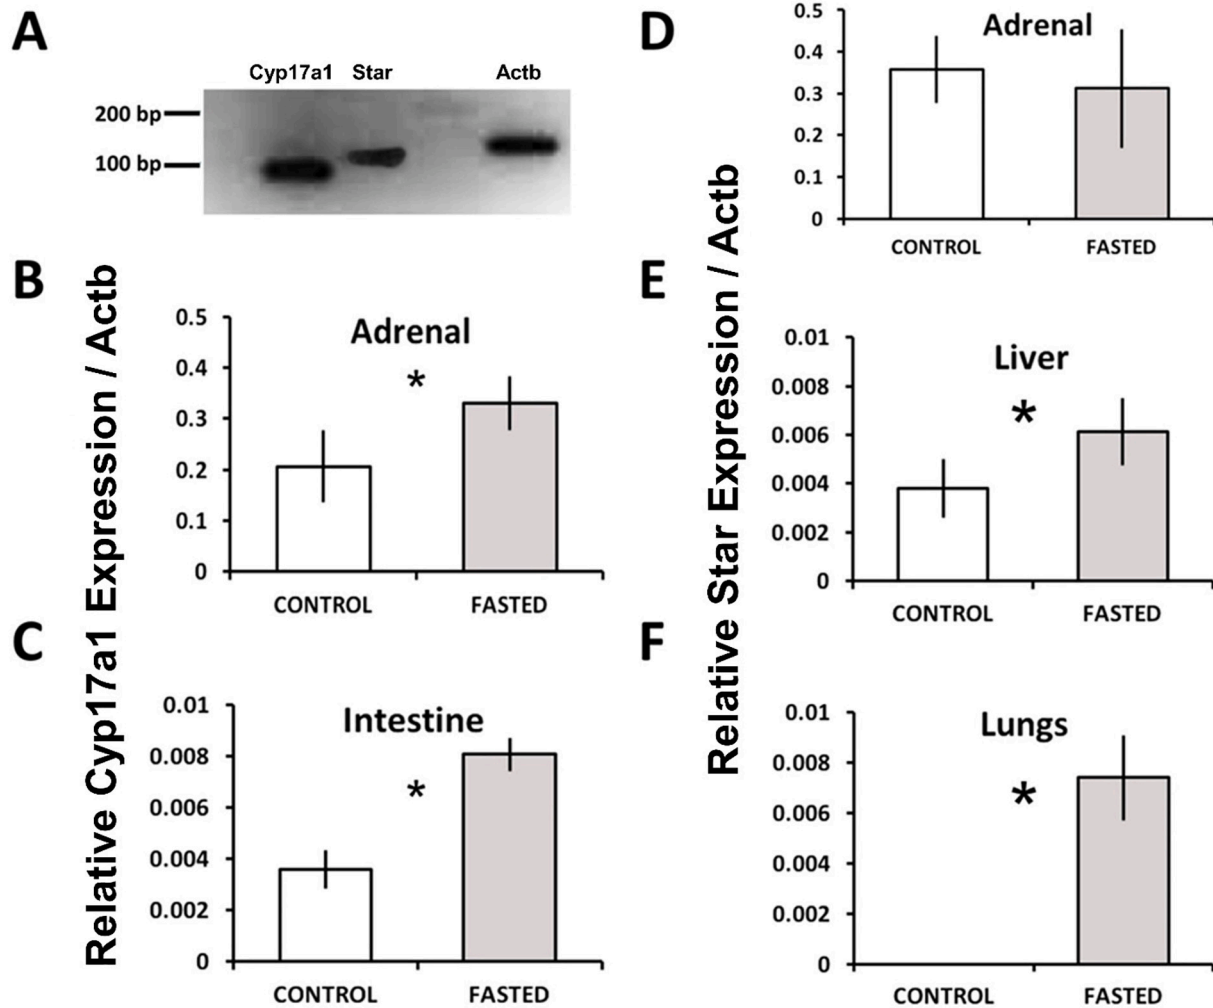 A
Cyp17a1 Star Actb
200 bp
100 bp
B
Relative Cyp17a1 Expression / Actb
Adrenal
0.5
0.4
*
0.3
0.2
0.1
0
CONTROL FASTED
C
Intestine
0.01
0.008
*
0.006
0.004
0.002
0
CONTROL FASTED
D
Relative Star Expression / Actb
Adrenal
0.5
0.4
0.3
0.2
0.1
0
CONTROL FASTED
E
Liver
0.01
0.008
*
0.006
0.004
0.002
0
CONTROL FASTED
F
Lungs
0.01
0.008
*
0.006
0.004
0.002
0
CONTROL FASTED